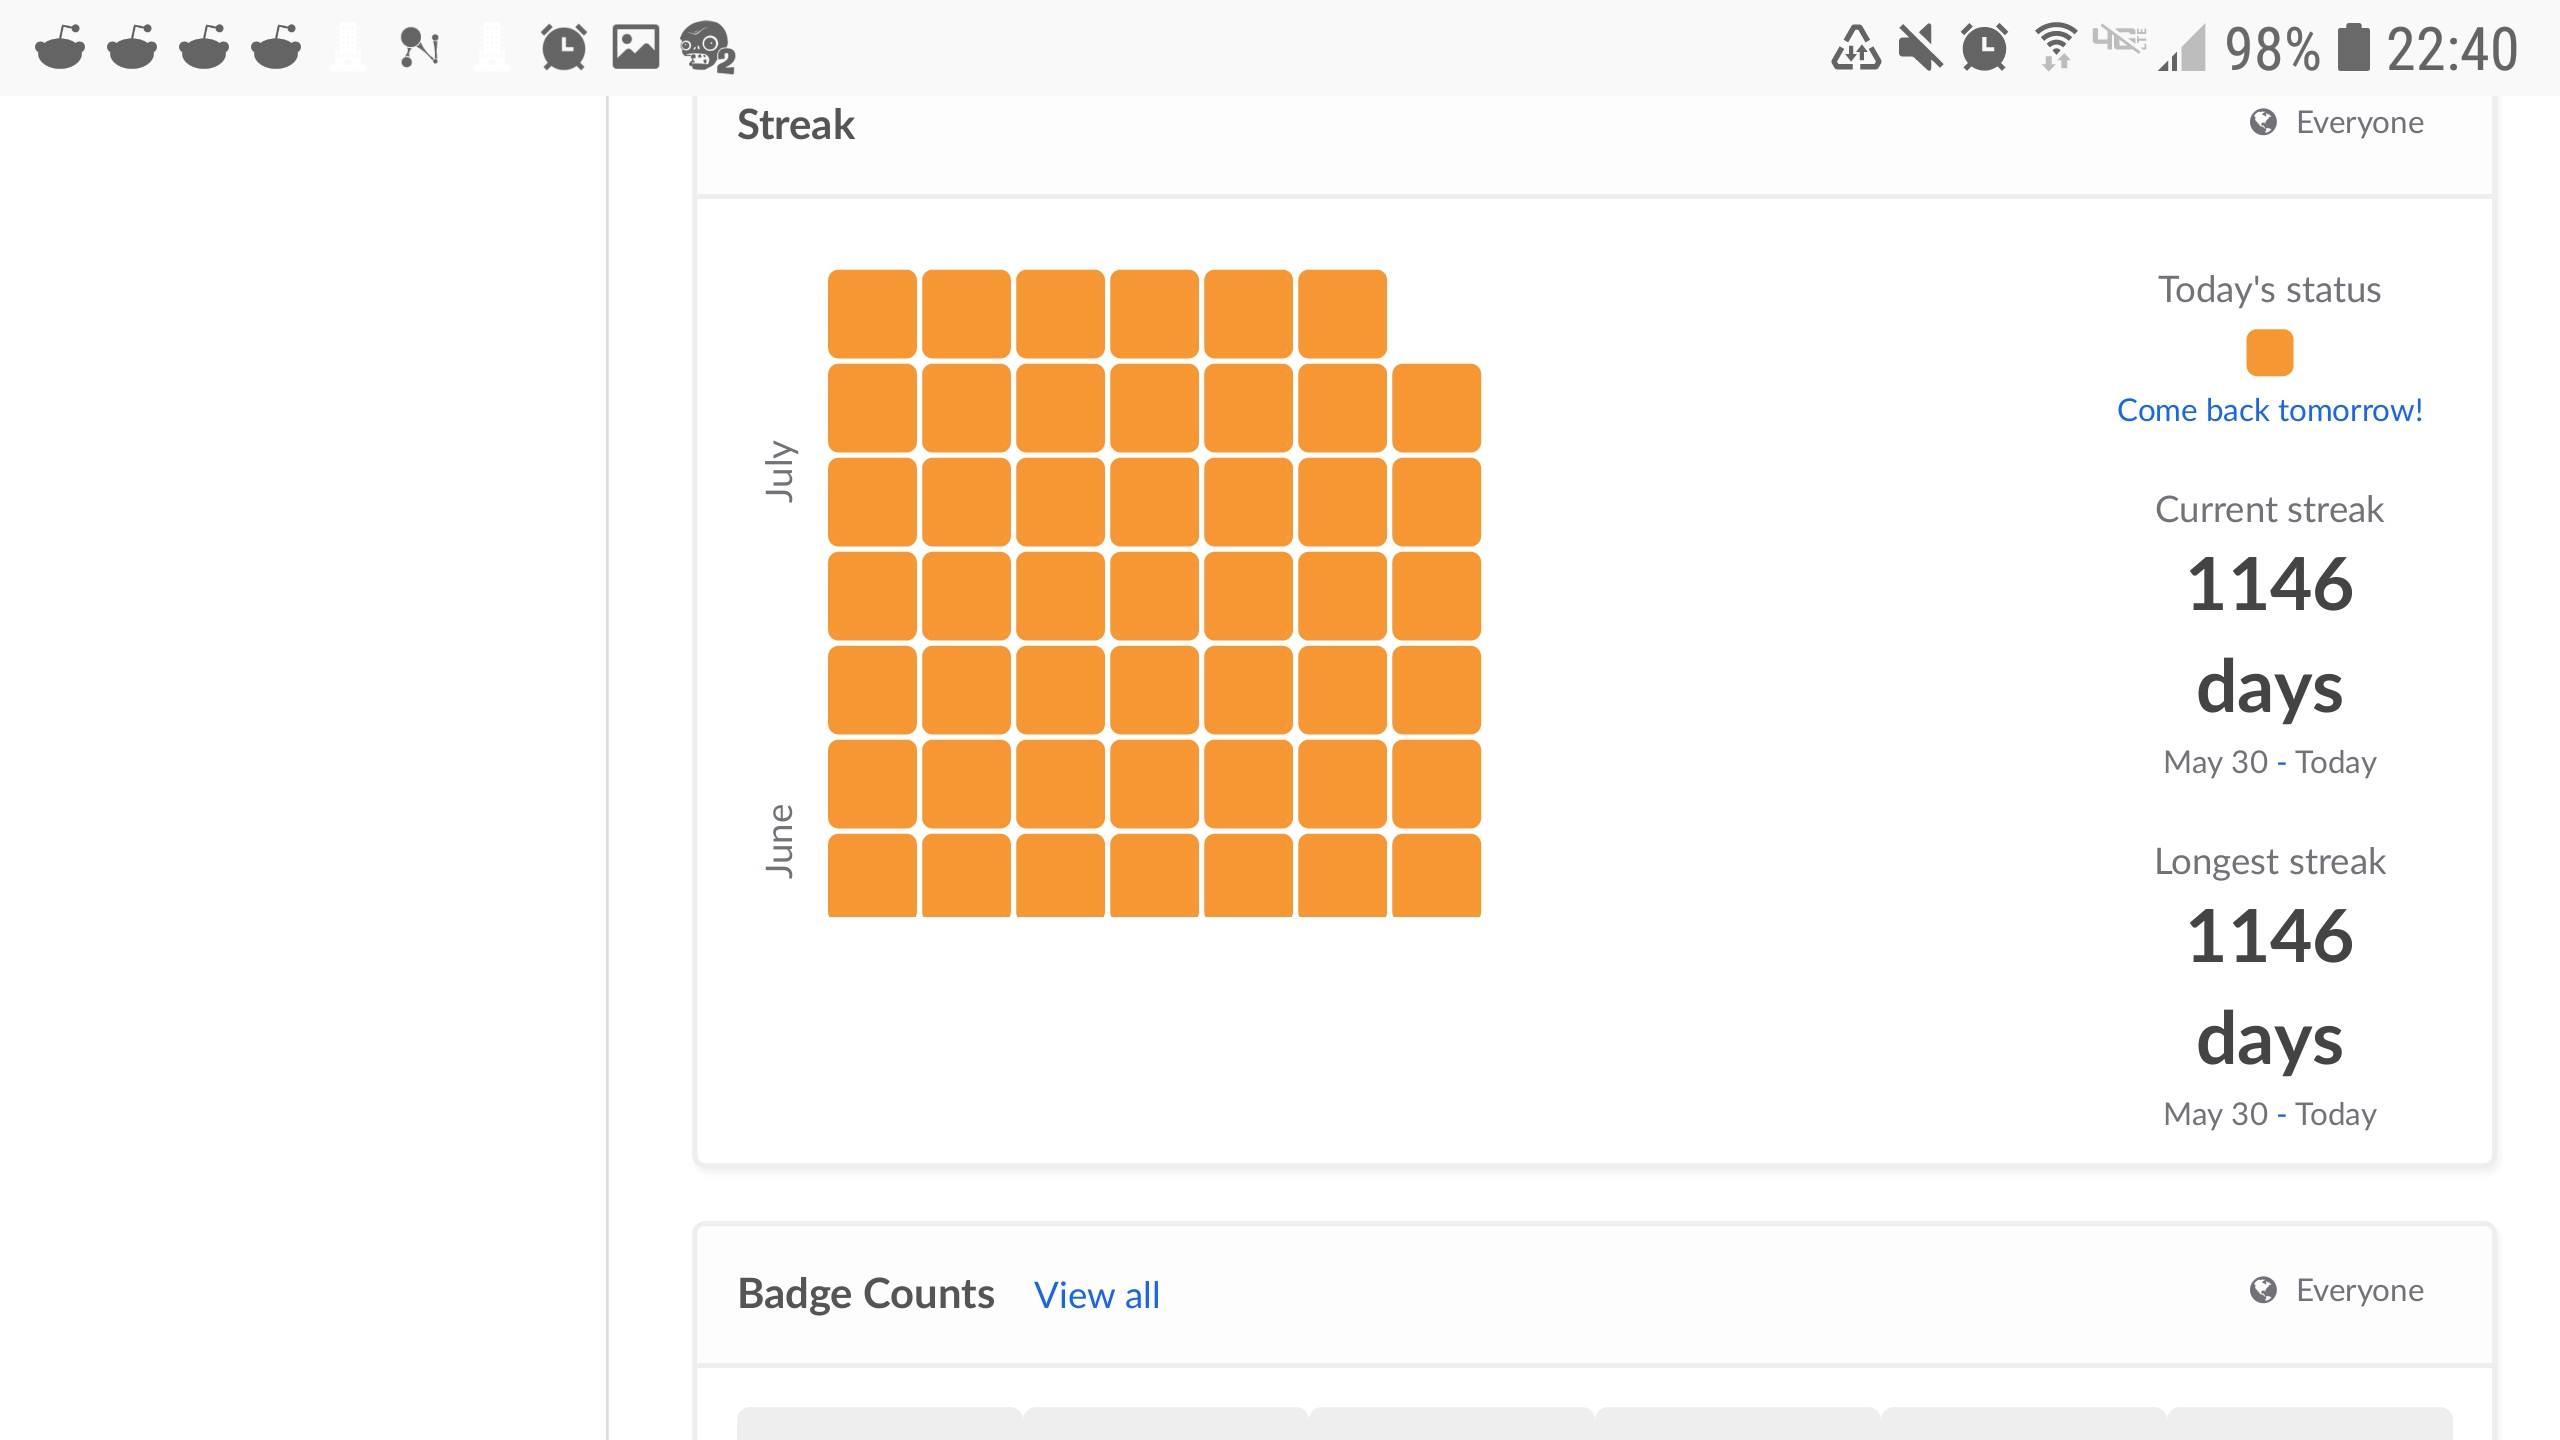 98% 22:40
Streak
Everyone
July
June
Today's status
Come back tomorrow!
Current streak
1146
days
May 30 - Today
Longest streak
1146
days
May 30 - Today
Badge Counts View all
Everyone